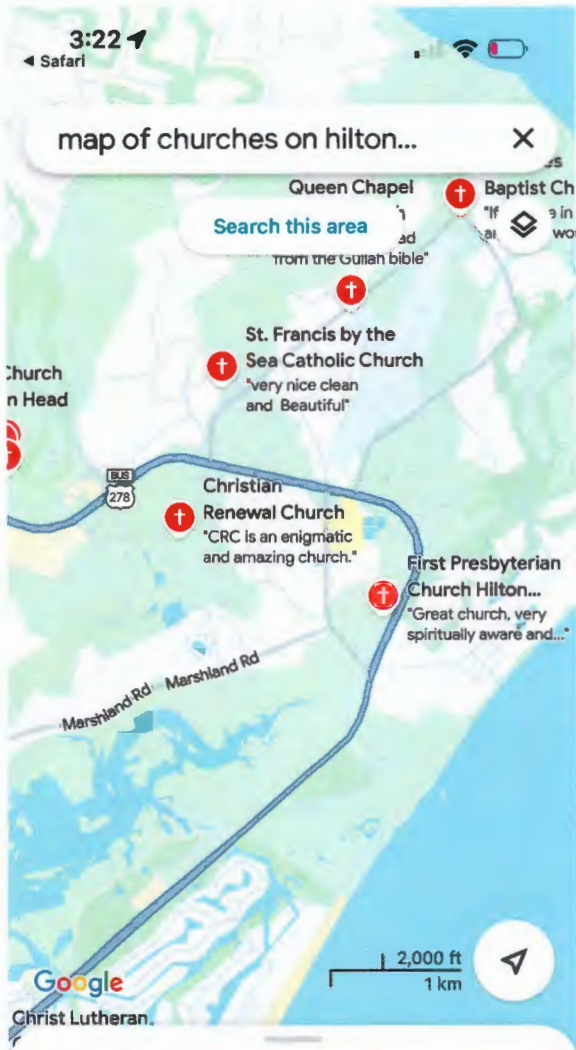 3:22
Safari
map of churches on hilton...
Queen Chapel
Baptist Ch
Search this area
from the Gullah bible"
St. Francis by the
Sea Catholic Church
"very nice clean
and Beautiful"
Church
n Head
BUS
278
Christian
Renewal Church
"CRC is an enigmatic
and amazing church."
First Presbyterian
Church Hilton...
"Great church, very
spiritually aware and..."
Marshland Rd
Marshland Rd
2,000 ft
1 km
Google
Christ Lutheran